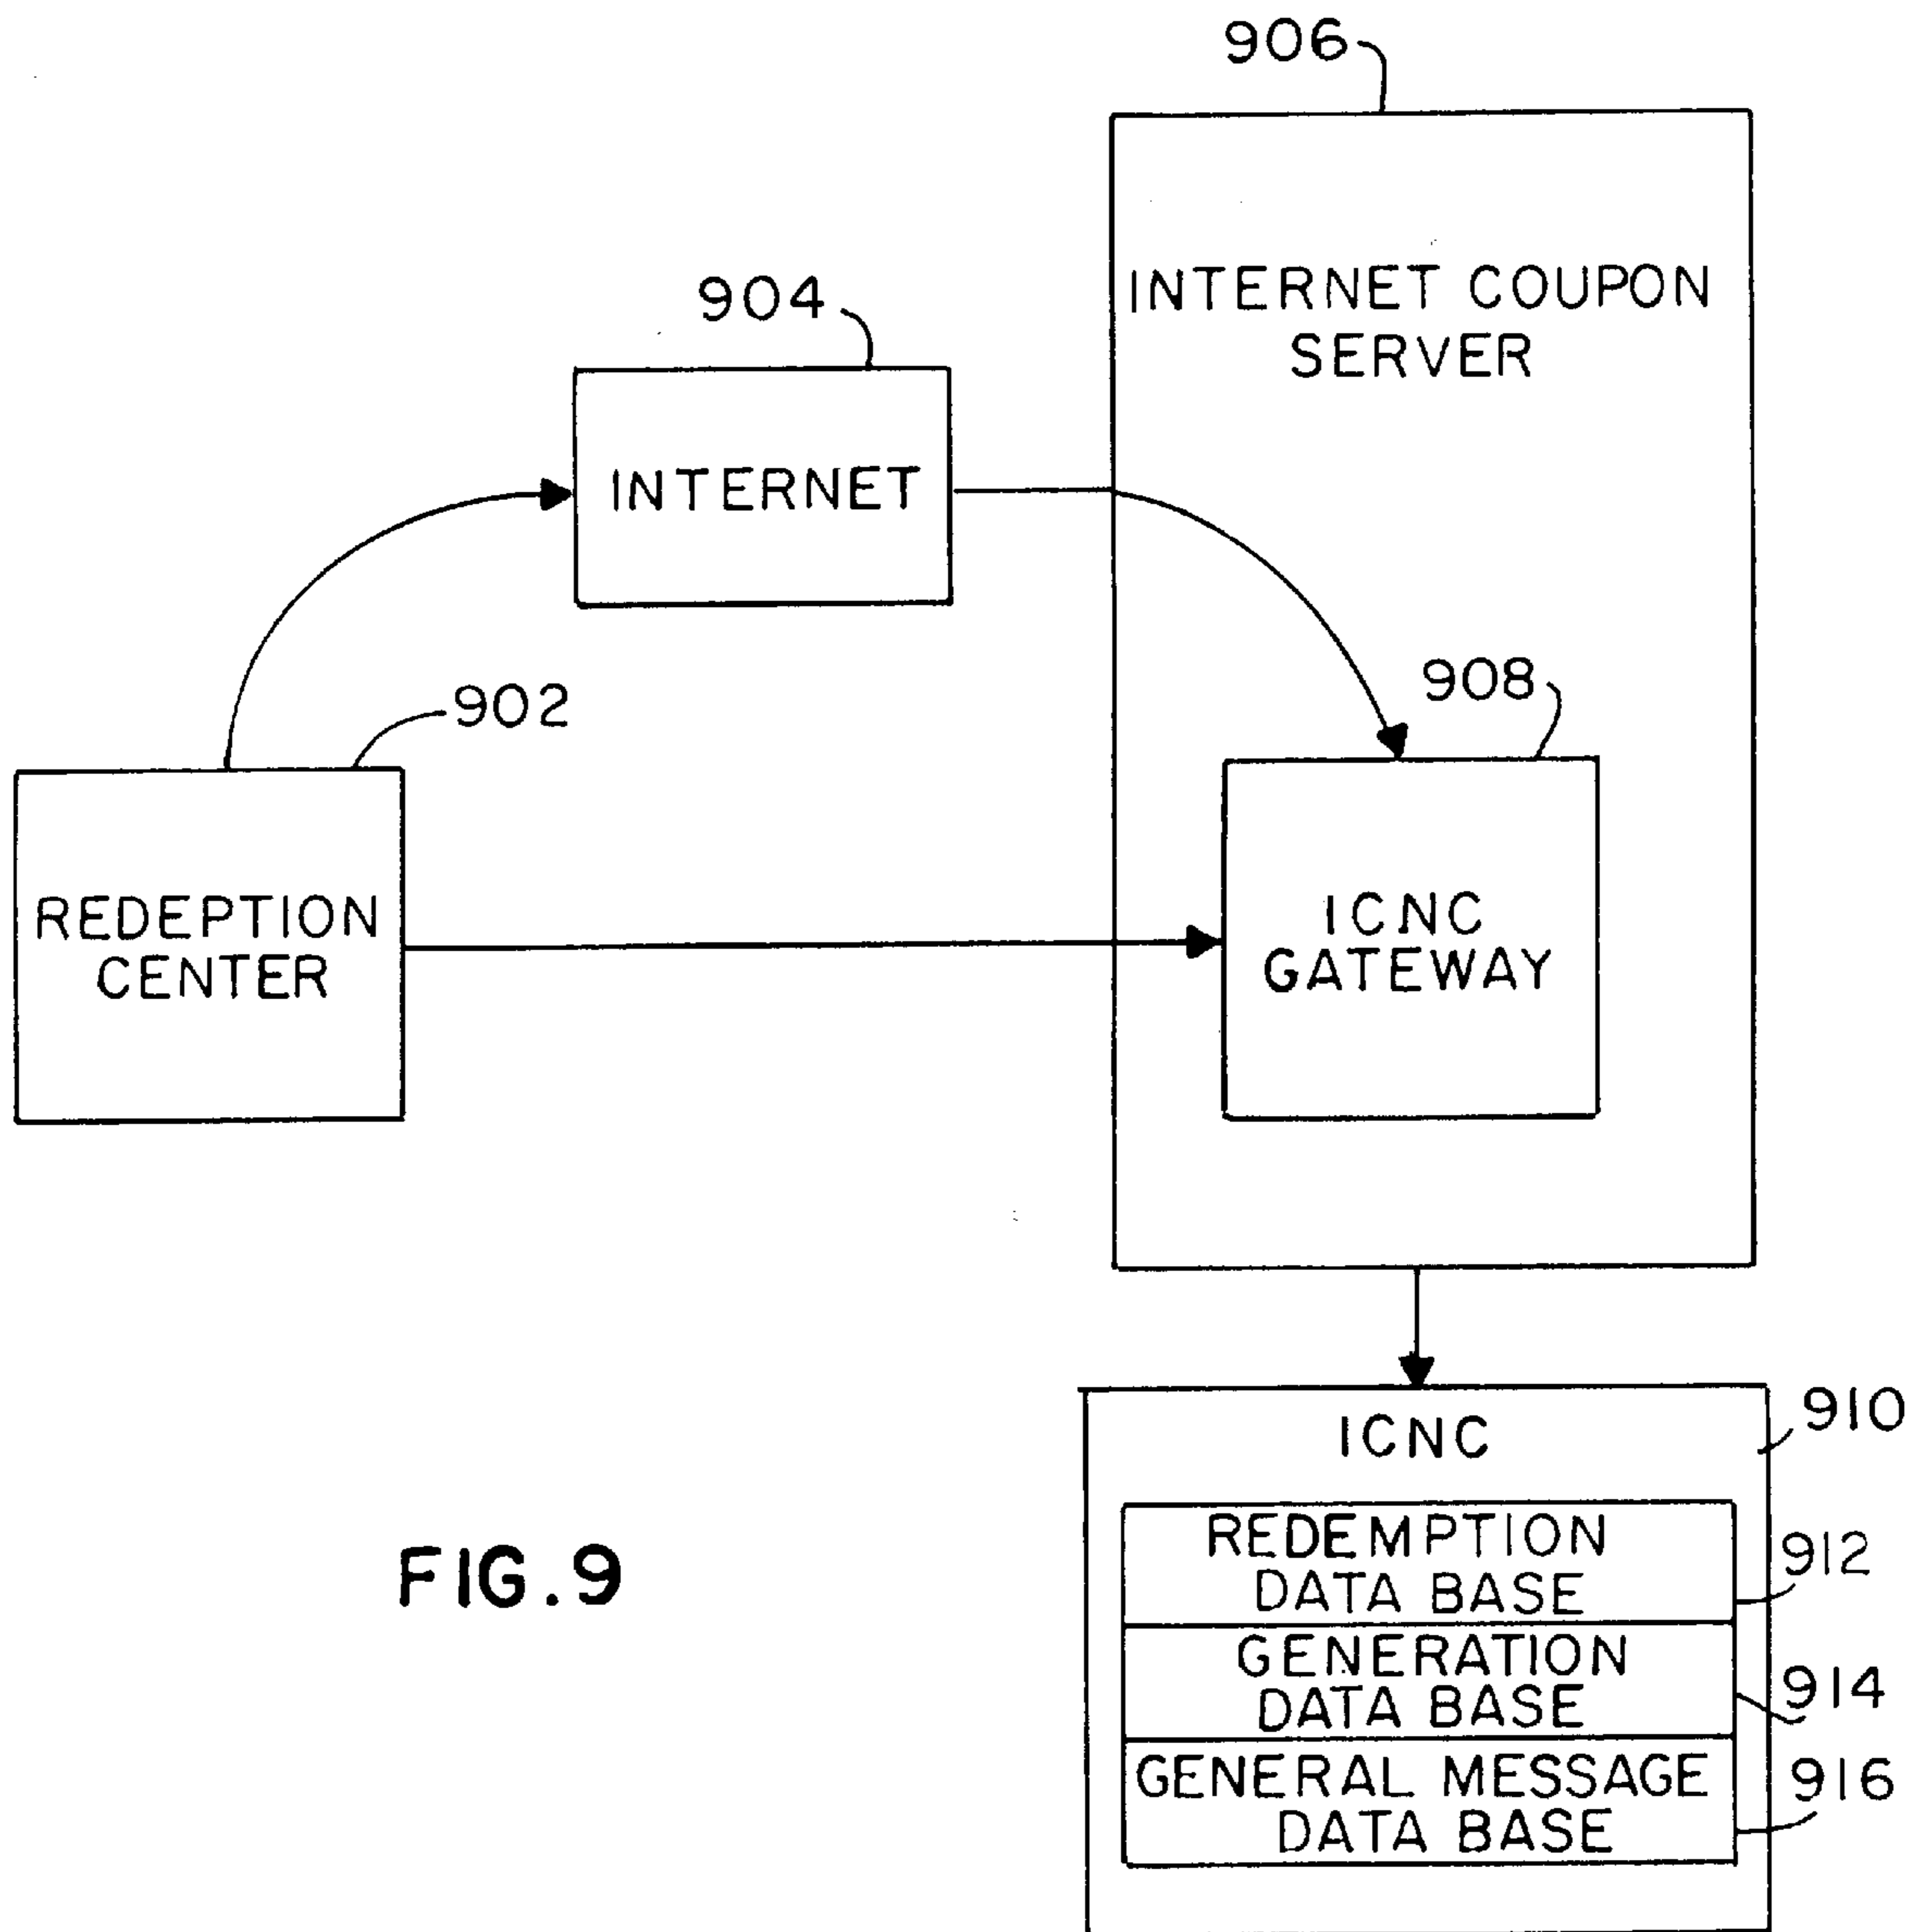 906
INTERNET COUPON
SERVER
904
INTERNET
908
902
REDEPTION
CENTER
ICNC
GATEWAY
910
ICNC
REDEMPTION
DATA BASE
912
GENERATION
DATA BASE
914
GENERAL MESSAGE
DATA BASE
916
FIG.9